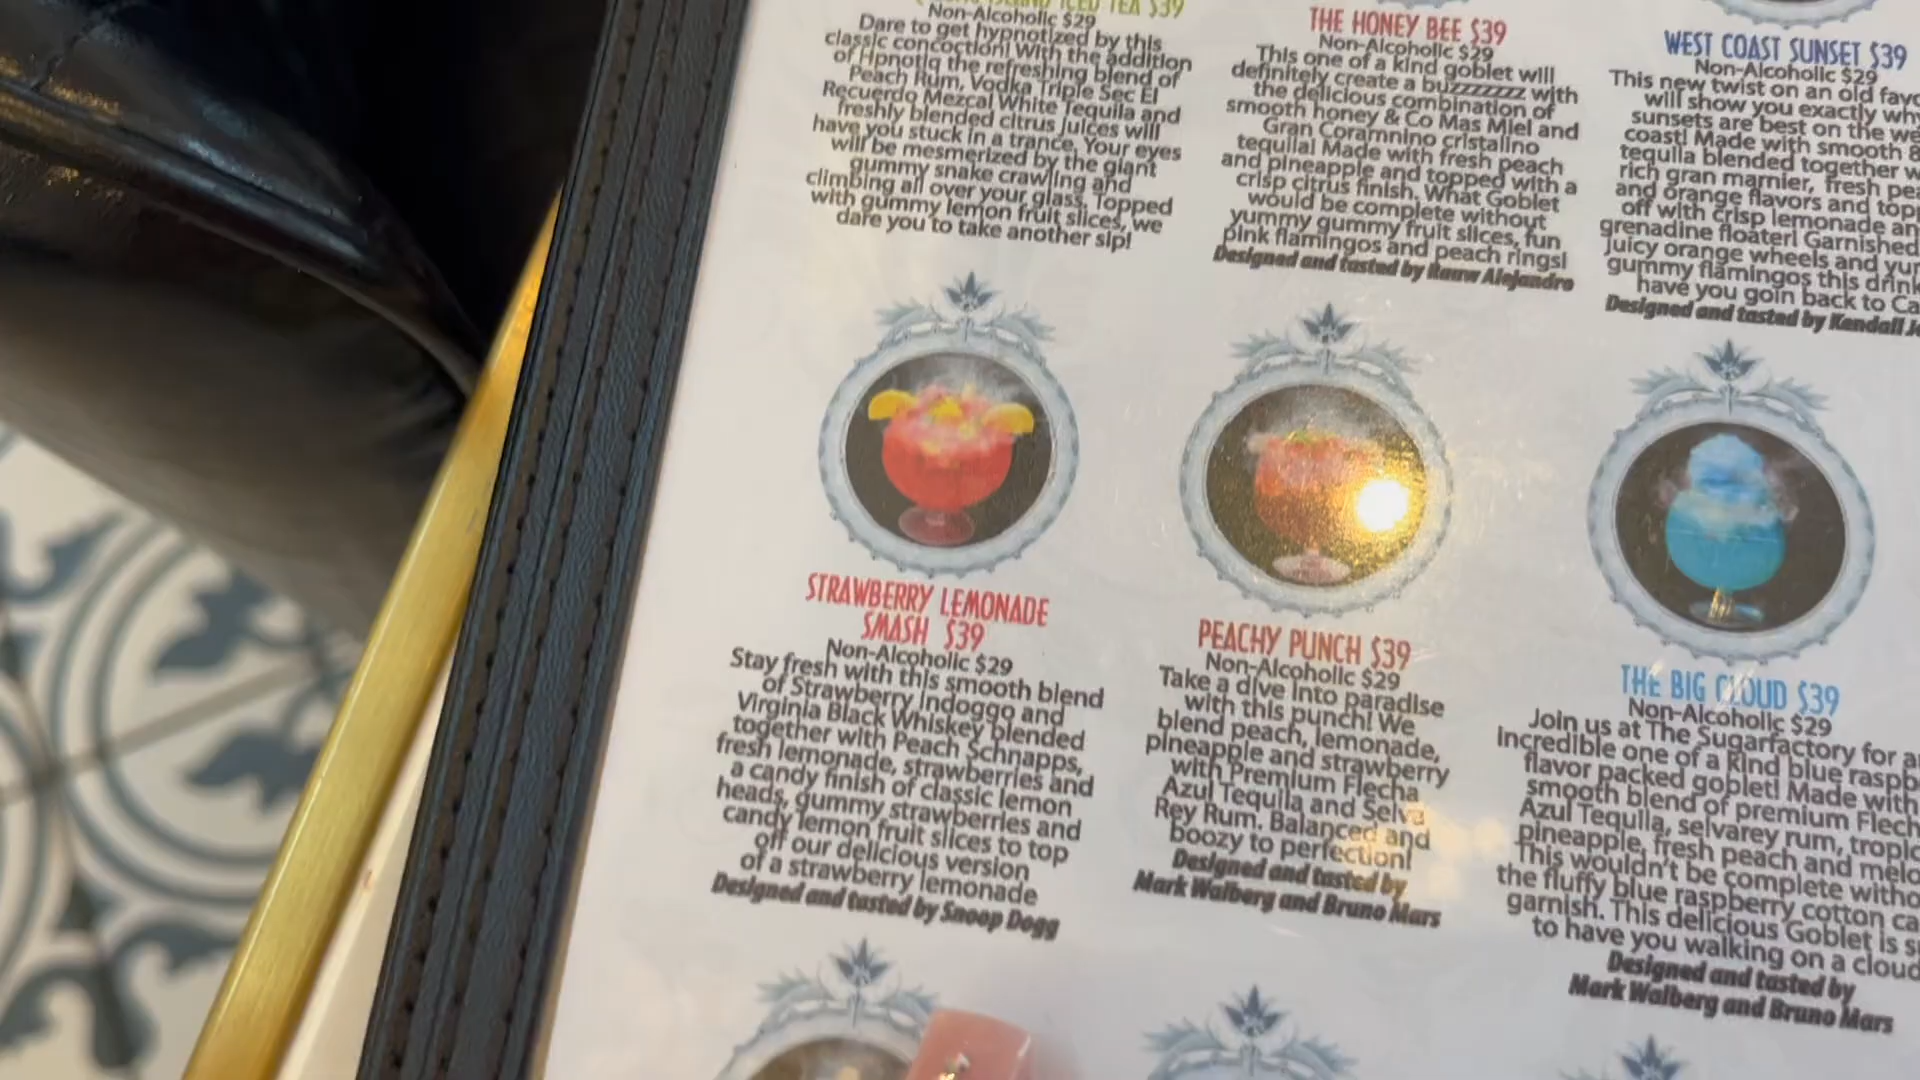 ISLAND ICED TEA $39
Non-Alcoholic $29
Dare to get hypnotized by this
classic concoction! With the addition
of Hpnotiq the refreshing blend of
Peach Rum, Vodka Triple Sec El
Recuerdo Mezcal White Tequila and
freshly blended citrus juices will
have you stuck in a trance. Your eyes
will be mesmerized by the giant
gummy snake crawling and
climbing all over your glass. Topped
with gummy lemon fruit slices, we
dare you to take another sip!
THE HONEY BEE $39
Non-Alcoholic $29
This one of a kind goblet will
definitely create a buzzzzzzz with
the delicious combination of
smooth honey & Co Mas Miel and
Gran Coramnino cristalino
tequila! Made with fresh peach
and pineapple and topped with a
crisp citrus finish. What Goblet
would be complete without
yummy gummy fruit slices, fun
pink flamingos and peach rings!
Designed and tasted by Rauw Alejandro
WEST COAST SUNSET $39
Non-Alcoholic $29
This new twist on an old
will show you exactly why
sunsets are best on the
coast! Made with smooth
tequila blended together
rich gran marnier, fresh
and orange flavors and
off with crisp lemonade
grenadine floater! Garnished
juicy orange wheels and
gummy flamingos this drink
have you goin back to
Designed and tasted by Kendall
STRAWBERRY LEMONADE
SMASH $39
Non-Alcoholic $29
Stay fresh with this smooth blend
of Strawberry Indoggo and
Virginia Black Whiskey blended
together with Peach Schnapps,
fresh lemonade, strawberries and
a candy finish of classic lemon
heads, gummy strawberries and
candy lemon fruit slices to top
off our delicious version
of a strawberry lemonade
Designed and tasted by Snoop Dogg
PEACHY PUNCH $39
Non-Alcoholic $29
Take a dive into paradise
with this punch! We
blend peach, lemonade,
pineapple and strawberry
with Premium Flecha
Azul Tequila and Selva
Rey Rum. Balanced and
boozy to perfection!
Designed and tasted by
Mark Walberg and Bruno Mars
THE BIG CLOUD $39
Non-Alcoholic $29
Join us at The Sugarfactory for
incredible one of a kind blue
flavor packed goblet! Made with
smooth blend of premium
Azul Tequila, selvarey rum,
pineapple, fresh peach and
This wouldn't be complete
the fluffy blue raspberry cotton
garnish. This delicious Goblet is
to have you walking on a cloud
Designed and tasted by
Mark Walberg and Bruno Mars